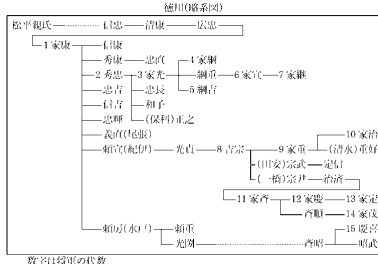 徳川(略系図)
松平親氏 信忠 清康 広忠
1家康 信康
秀康 忠直 4家綱
2秀忠 3家光 綱重 6家宣 7家継
忠吉 忠長 5綱吉
信吉 和子
忠輝 (保科)正之
義直(尾張) 10家治
頼宣(紀伊) 光貞 8吉宗 9家重 (清水)重好
(田安)宗武 定信
(一橋)宗尹 治済
11家斉 12家慶 13家定
斉順 14家茂
頼房(水戸) 頼重 15慶喜
光圀 斉昭 昭武
数字は将軍の代数